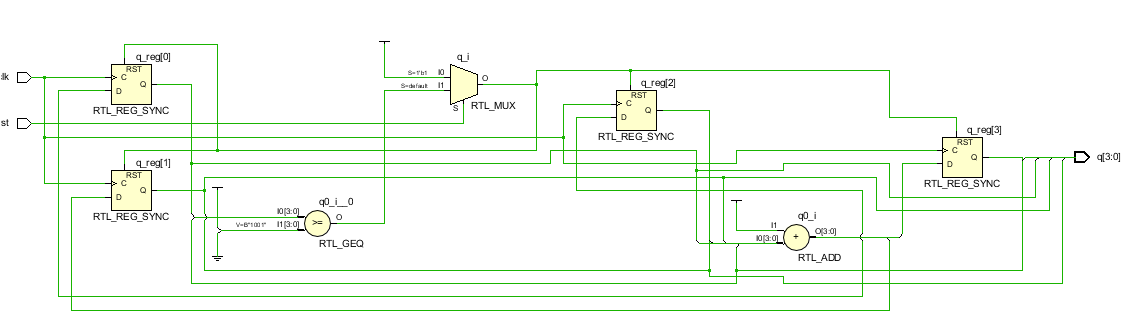 q_reg[0]
RST
C
Q
D
RTL_REG_SYNC
lk
st
q_i
S=1'b1 I0
S=default I1
O
S
RTL_MUX
q_reg[2]
RST
C
Q
D
RTL_REG_SYNC
q_reg[3]
RST
C
Q
D
RTL_REG_SYNC
q[3:0]
q_reg[1]
RST
C
Q
D
RTL_REG_SYNC
q0_i__0
I0[3:0]
V=B"1001" I1[3:0]
>=
O
RTL_GEQ
q0_i
I1
I0[3:0]
+
O[3:0]
RTL_ADD